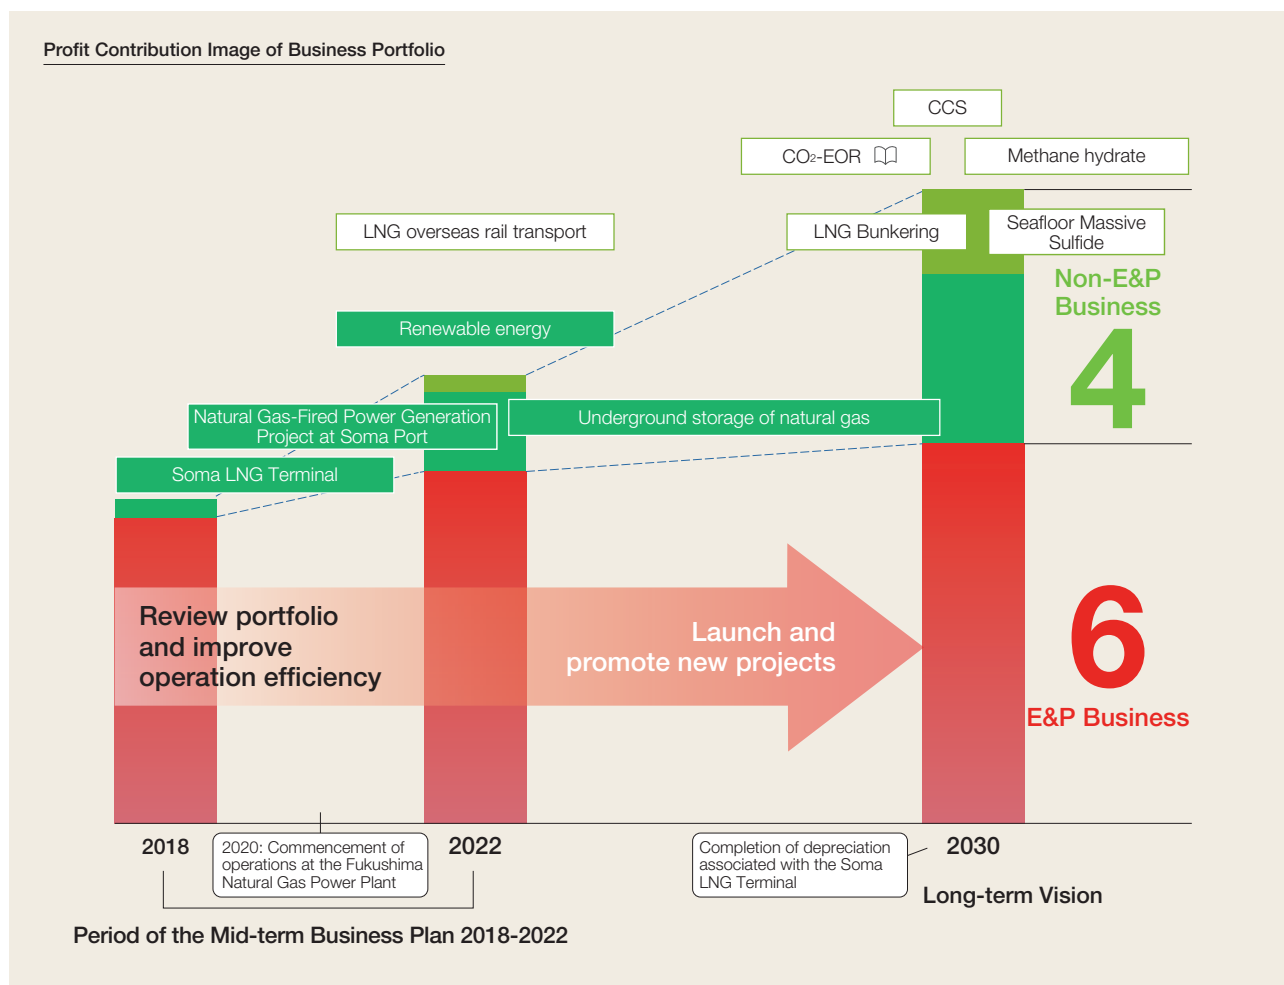 Profit Contribution Image of Business Portfolio
CCS
CO2-EOR
Methane hydrate
LNG overseas rail transport
LNG Bunkering
Seafloor Massive
Sulfide
Non-E&P
Business
4
Renewable energy
Natural Gas-Fired Power Generation
Project at Soma Port
Underground storage of natural gas
Soma LNG Terminal
Review portfolio
and improve
operation efficiency
Launch and
promote new projects
6
E&P Business
2018
2020: Commencement of
operations at the Fukushima
Natural Gas Power Plant
2022
Completion of depreciation
associated with the Soma
LNG Terminal
2030
Long-term Vision
Period of the Mid-term Business Plan 2018-2022